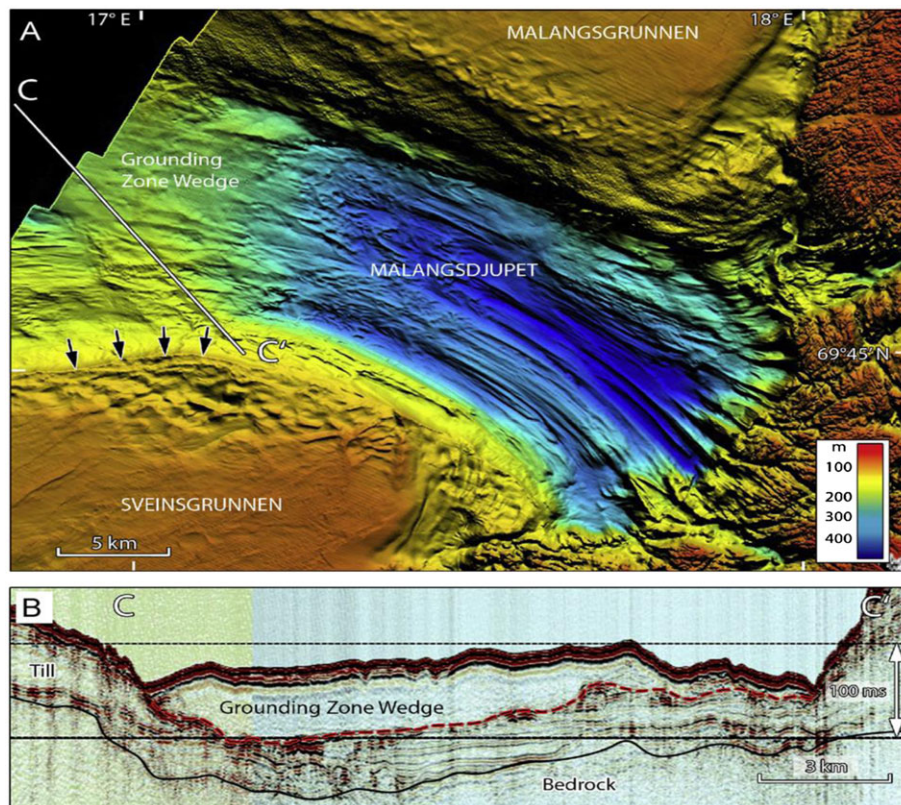 A
17° E
18° E
MALANGSGRUNNEN
C
Grounding
Zone Wedge
MALANGSDJUPET
C'
69°45' N
SVEINSGRUNNEN
5 km
m
100
200
300
400
B
C
C'
Till
100 ms
Grounding Zone Wedge
3 km
Bedrock